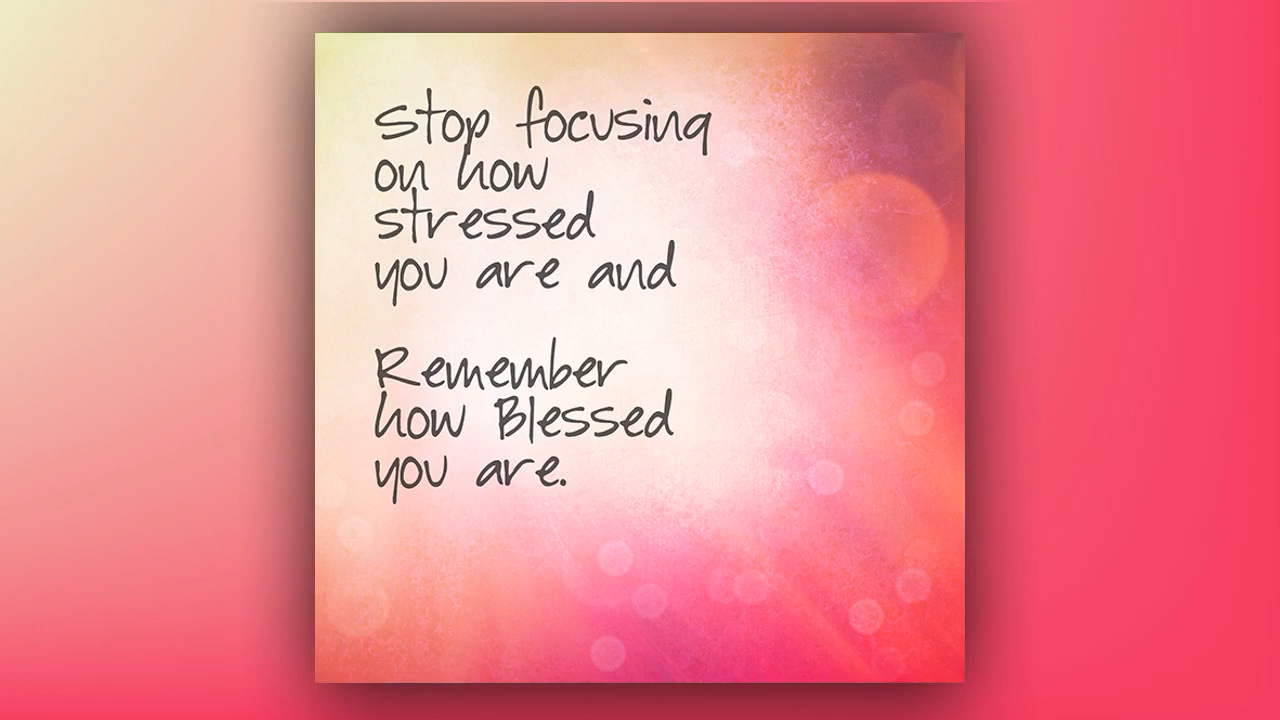 Stop focusing
on how
stressed
you are and
Remember
how Blessed
you are.